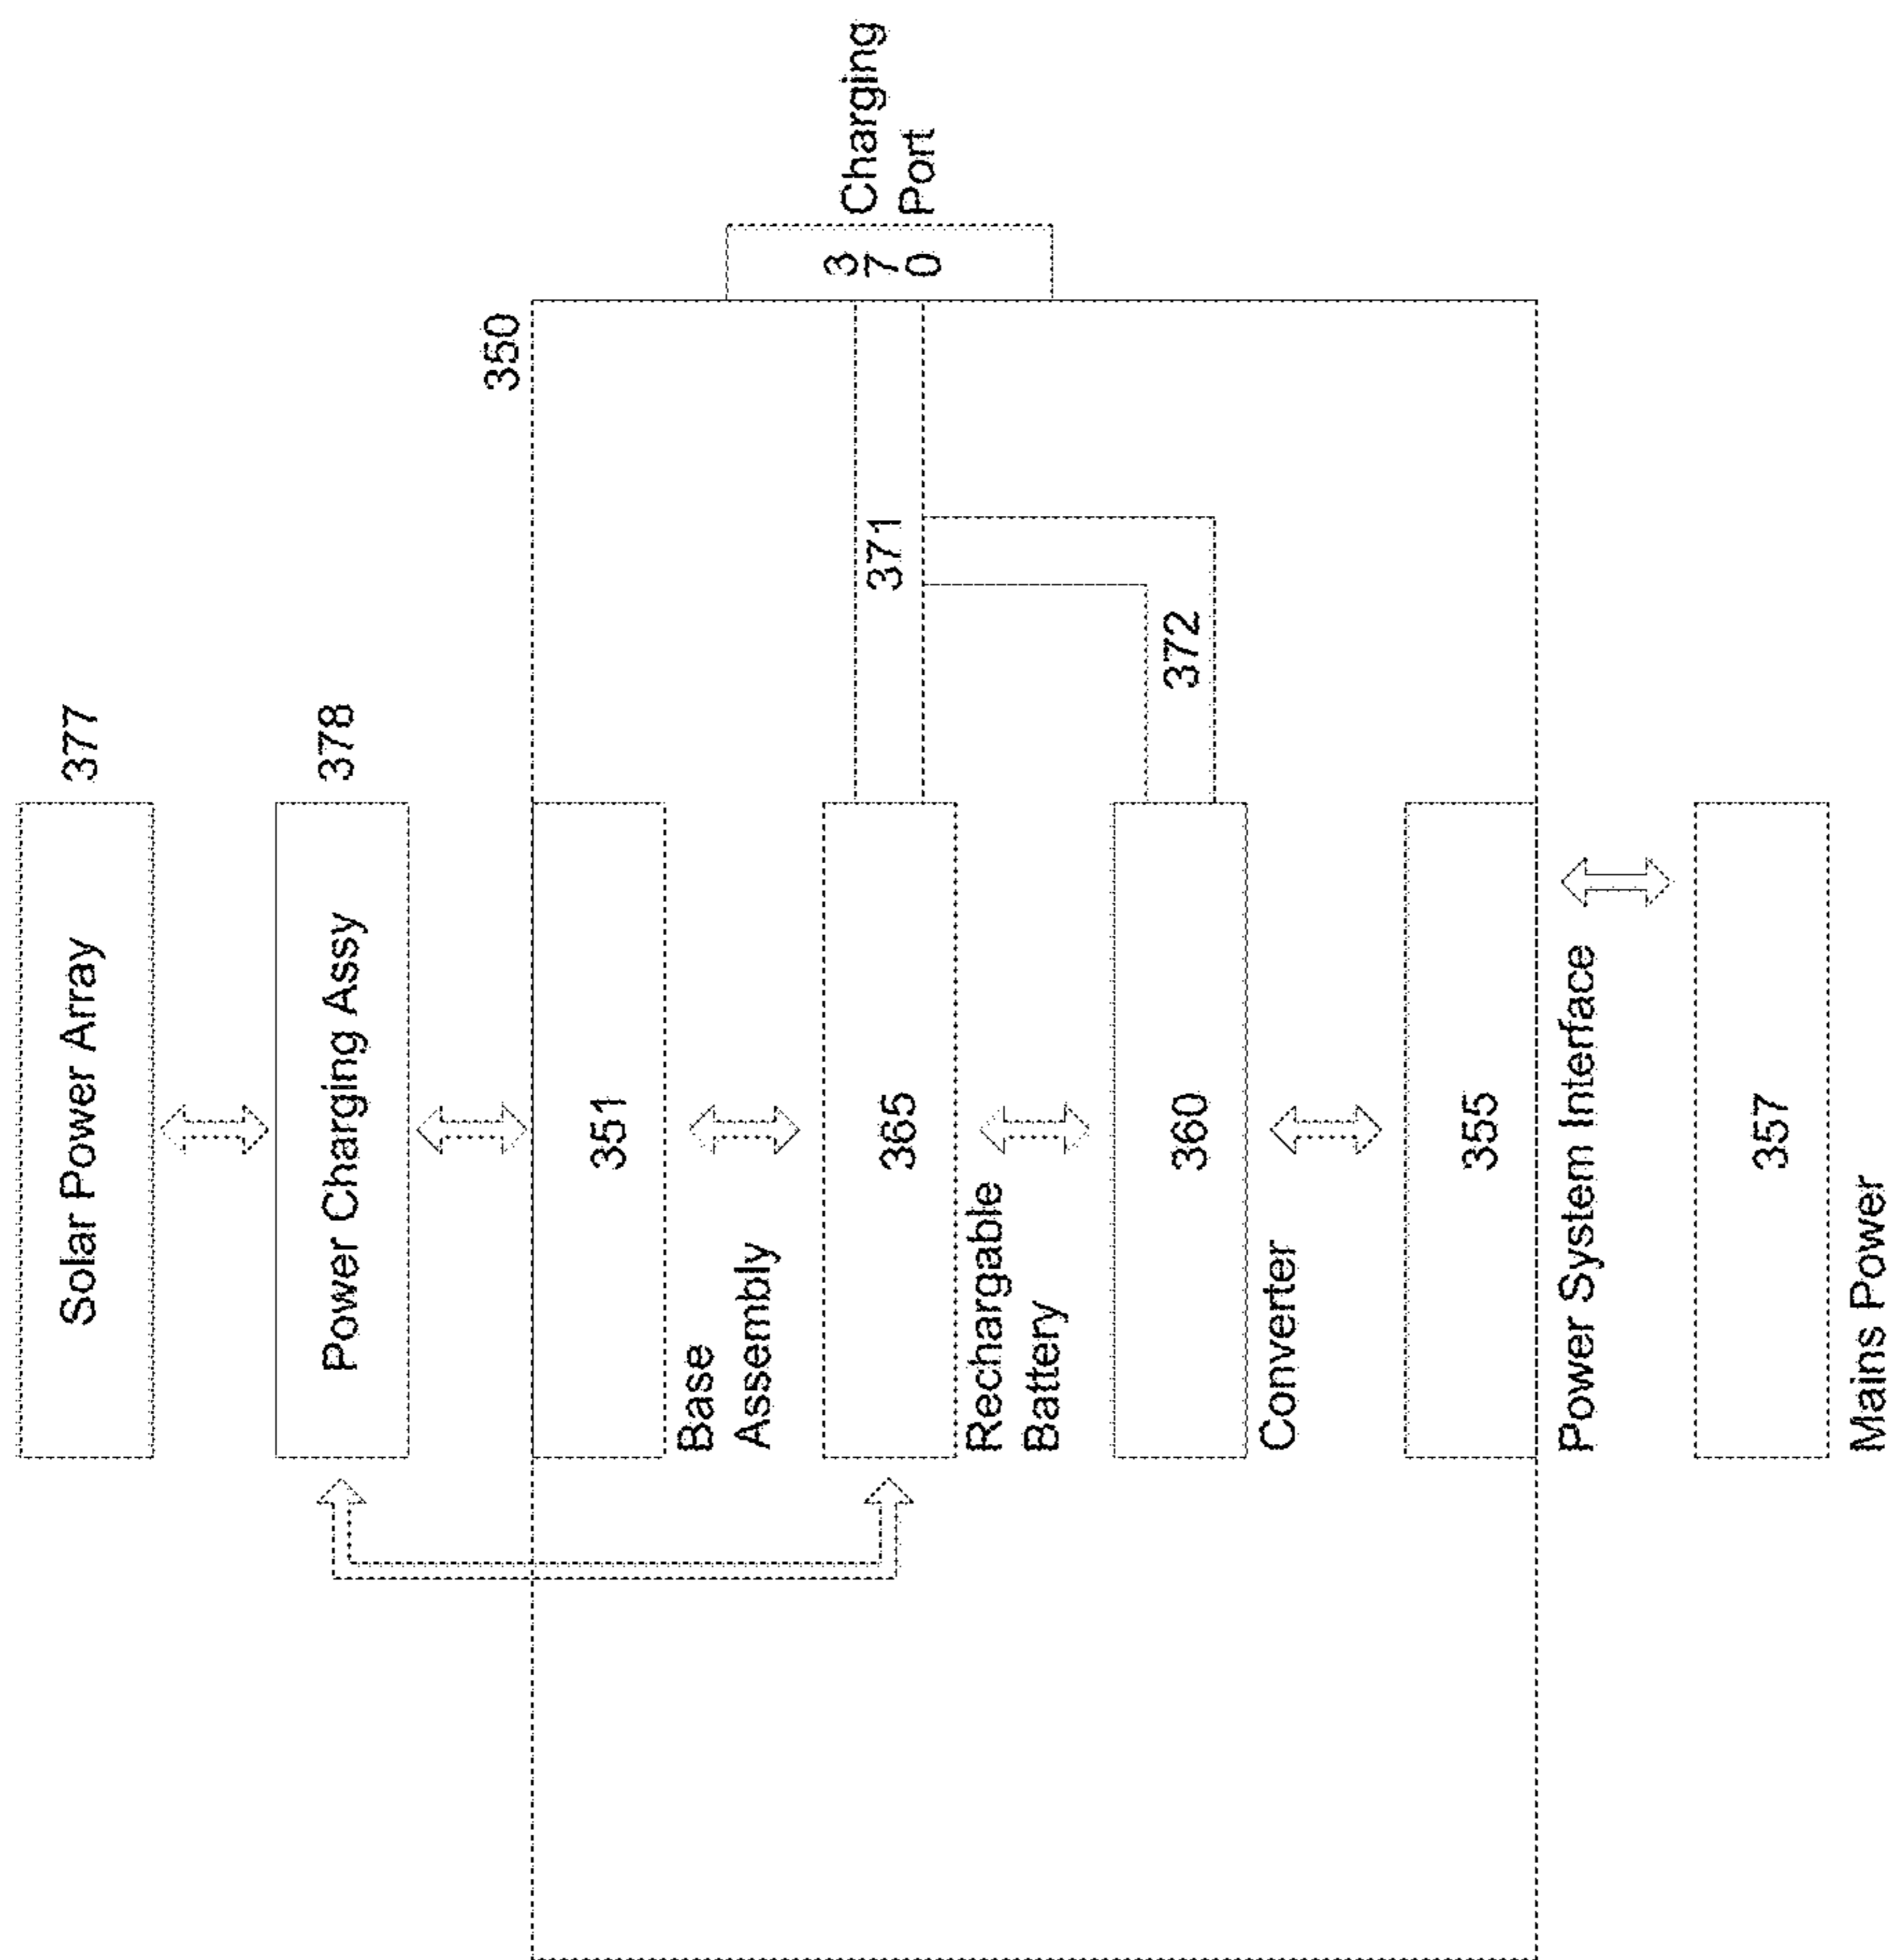 Solar Power Array
377
Power Charging Assy
378
350
351
Base
Assembly
365
Rechargable
Battery
371
370
Charging
Port
360
Converter
372
355
Power System Interface
357
Mains Power